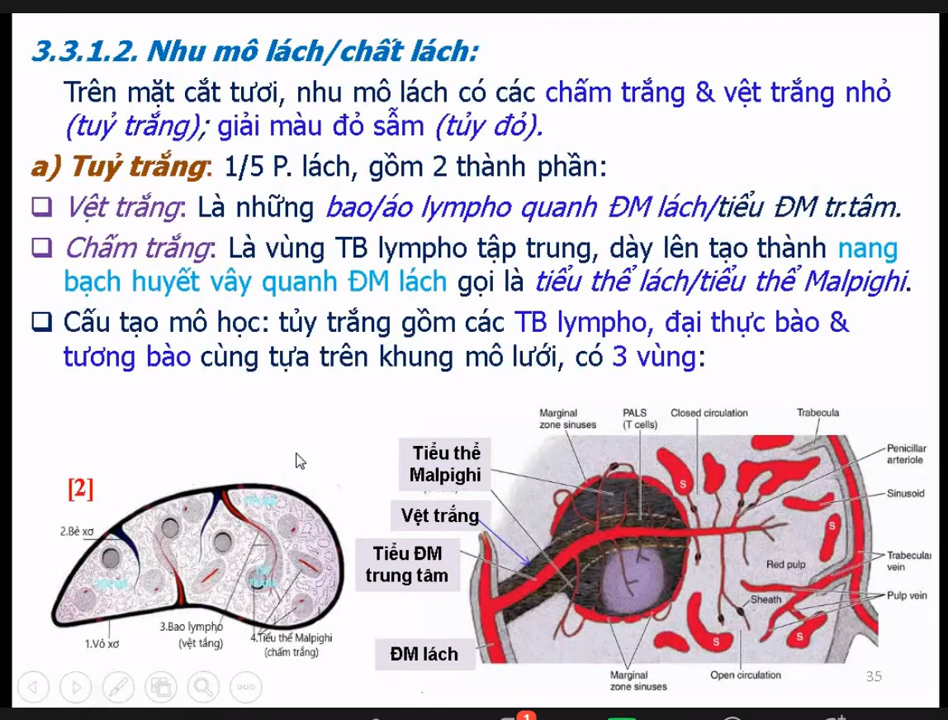 3.3.1.2. Nhu mô lách/chất lách:
Trên mặt cắt tươi, nhu mô lách có các chấm trắng & vệt trắng nhỏ
(tuỷ trắng); giải màu đỏ sẫm (tủy đỏ).
a) Tuỷ trắng: 1/5 P. lách, gồm 2 thành phần:
❑ Vệt trắng: Là những bao/áo lympho quanh ĐM lách/tiểu ĐM tr.tâm.
❑ Chấm trắng: Là vùng TB lympho tập trung, dày lên tạo thành nang
bạch huyết vây quanh ĐM lách gọi là tiểu thể lách/tiểu thể Malpighi.
❑ Cấu tạo mô học: tủy trắng gồm các TB lympho, đại thực bào &
tương bào cùng tựa trên khung mô lưới, có 3 vùng:
[2]
2.Bè xơ
1.Vỏ xơ
3.Bao lympho
(vệt tắng)
4.Tiểu thể Malpighi
(chấm trắng)
Marginal
zone sinuses
PALS
(T cells)
Closed circulation
Trabecula
Tiểu thể
Malpighi
Vệt trắng
Tiểu ĐM
trung tâm
ĐM lách
Penicillar
arteriole
Sinusoid
S
S
S
S
Red pulp
Trabecular
vein
Sheath
Pulp vein
Marginal
zone sinuses
Open circulation
35
1